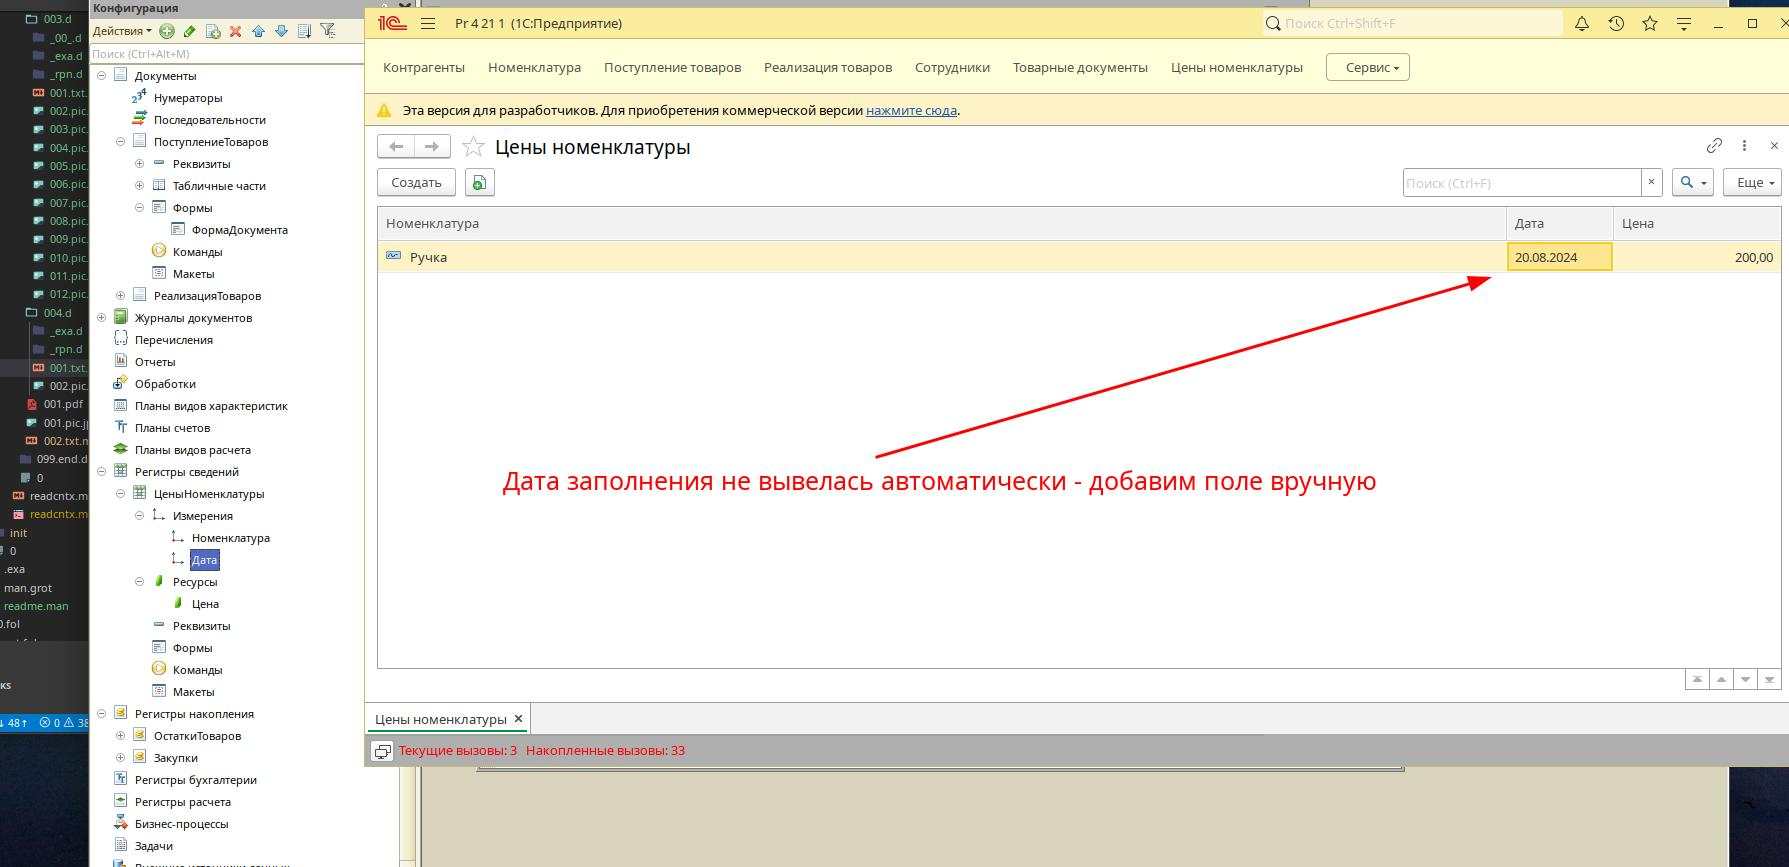 003.d
_00_.d
_exa.d
_rpn.d
001.txt.
002.pic.
003.pic.
004.pic.
005.pic.
006.pic.
007.pic.
008.pic.
009.pic.
010.pic.
011.pic.
012.pic.
004.d
_exa.d
_rpn.d
001.txt.
002.pic.
001.pdf
001.pic.j
002.txt.n
099.end.d
0
readcntx.m
readcntx.m
init
0
.exa
man.grot
readme.man
.fol
ks
48↑ 0 38
Конфигурация
Действия
Поиск (Ctrl+Alt+M)
Документы
Нумераторы
Последовательности
ПоступлениеТоваров
Реквизиты
Табличные части
Формы
ФормаДокумента
Команды
Макеты
РеализацияТоваров
Журналы документов
Перечисления
Отчеты
Обработки
Планы видов характеристик
Планы счетов
Планы видов расчета
Регистры сведений
ЦеныНоменклатуры
Измерения
Номенклатура
Дата
Ресурсы
Цена
Реквизиты
Формы
Команды
Макеты
Регистры накопления
ОстаткиТоваров
Закупки
Регистры бухгалтерии
Регистры расчета
Бизнес-процессы
Задачи
Pr 4 21 1 (1С:Предприятие)
Поиск Ctrl+Shift+F
Контрагенты Номенклатура Поступление товаров Реализация товаров Сотрудники Товарные документы Цены номенклатуры Сервис
Эта версия для разработчиков. Для приобретения коммерческой версии нажмите сюда.
Цены номенклатуры
Создать
Поиск (Ctrl+F)
×
Еще
Номенклатура Дата Цена
Ручка 20.08.2024 200,00
Дата заполнения не вывелась автоматически - добавим поле вручную
Цены номенклатуры ×
Текущие вызовы: 3 Накопленные вызовы: 33